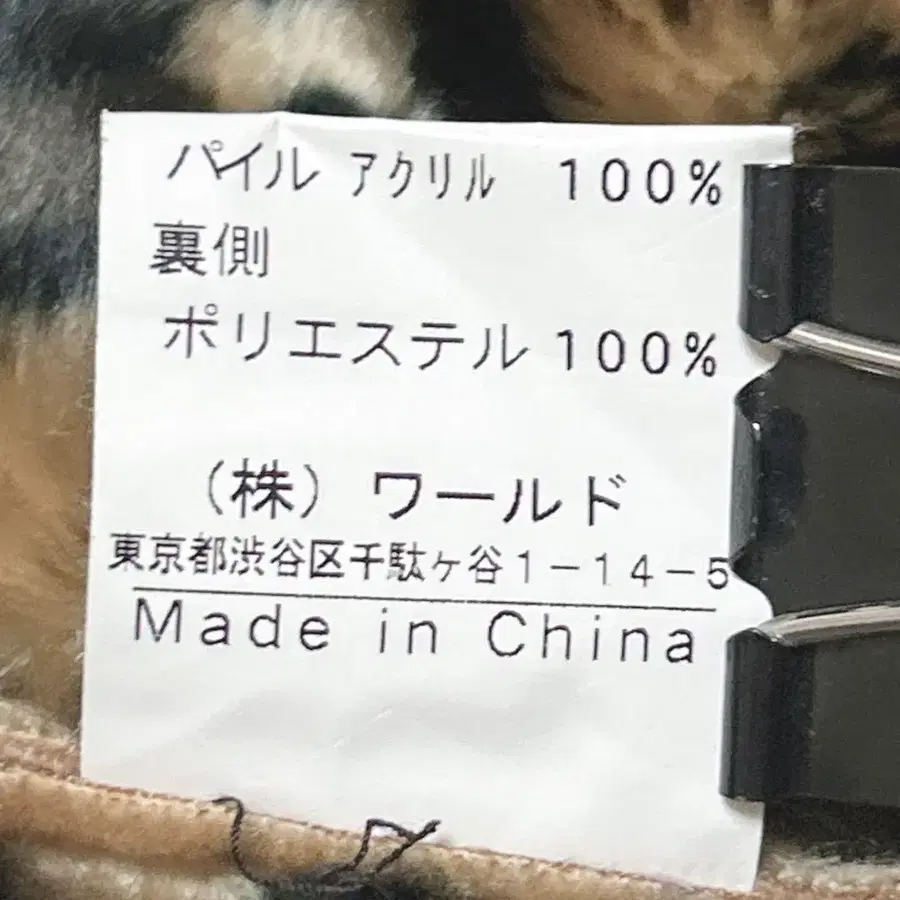 パイル アクリル 100%
裏側
ポリエステル 100%
(株) ワールド
東京都渋谷区千駄ヶ谷1-14-5
Made in China